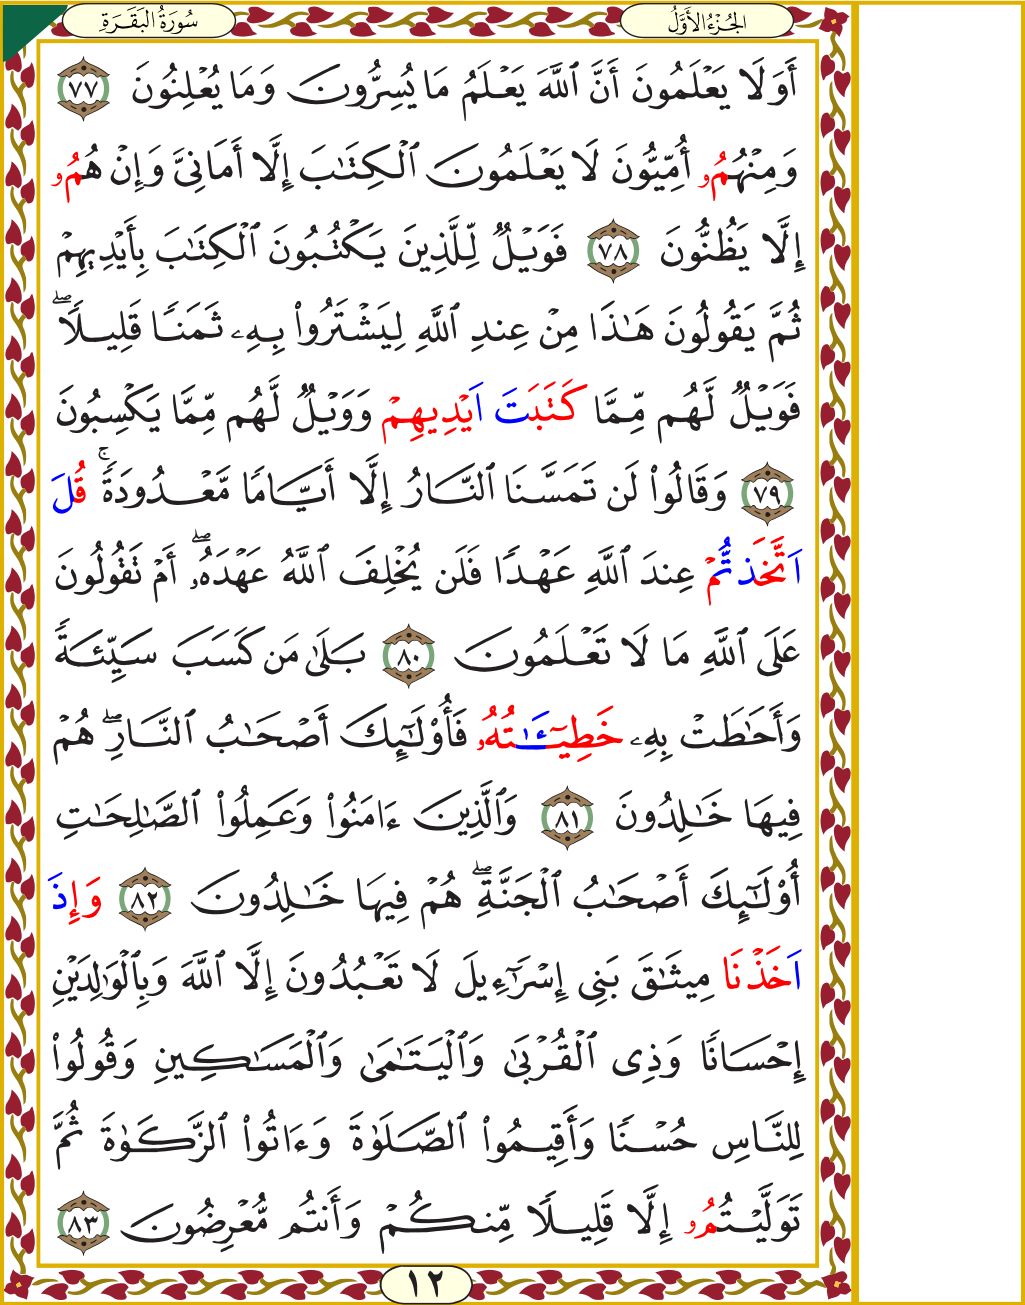 الجُزْءُ الأَوَّلُ
سُورَةُ البَقَرَةِ
أَوَلَا يَعْلَمُونَ أَنَّ ٱللَّهَ يَعْلَمُ مَا يُسِرُّونَ وَمَا يُعْلِنُونَ ٧٧
وَمِنْهُمُۥ أُمِّيُّونَ لَا يَعْلَمُونَ ٱلْكِتَٰبَ إِلَّا أَمَانِىَّ وَإِنْ هُمُۥ
إِلَّا يَظُنُّونَ ٧٨ فَوَيْلٌ لِّلَّذِينَ يَكْتُبُونَ ٱلْكِتَٰبَ بِأَيْدِيهِمْ
ثُمَّ يَقُولُونَ هَٰذَا مِنْ عِندِ ٱللَّهِ لِيَشْتَرُوا۟ بِهِۦ ثَمَنًا قَلِيلًاۖ
فَوَيْلٌ لَّهُم مِّمَّا كَتَبَتَ اَيْدِيهِمْ وَوَيْلٌ لَّهُم مِّمَّا يَكْسِبُونَ
٧٩ وَقَالُوا۟ لَن تَمَسَّنَا ٱلنَّارُ إِلَّا أَيَّامًا مَّعْدُودَةًۚ قُلَ
اَتَّخَذتُّمْ عِندَ ٱللَّهِ عَهْدًا فَلَن يُخْلِفَ ٱللَّهُ عَهْدَهُۥۖ أَمْ تَقُولُونَ
عَلَى ٱللَّهِ مَا لَا تَعْلَمُونَ ٨٠ بَلَىٰ مَن كَسَبَ سَيِّئَةً
وَأَحَٰطَتْ بِهِۦ خَطِيٓـَٰٔتُهُۥ فَأُو۟لَٰٓئِكَ أَصْحَٰبُ ٱلنَّارِۖ هُمْ
فِيهَا خَٰلِدُونَ ٨١ وَٱلَّذِينَ ءَامَنُوا۟ وَعَمِلُوا۟ ٱلصَّٰلِحَٰتِ
أُو۟لَٰٓئِكَ أَصْحَٰبُ ٱلْجَنَّةِۖ هُمْ فِيهَا خَٰلِدُونَ ٨٢ وَإِذَ
اَخَذْنَا مِيثَٰقَ بَنِى إِسْرَٰٓءِيلَ لَا تَعْبُدُونَ إِلَّا ٱللَّهَ وَبِٱلْوَٰلِدَيْنِ
إِحْسَانًا وَذِى ٱلْقُرْبَىٰ وَٱلْيَتَٰمَىٰ وَٱلْمَسَٰكِينِ وَقُولُوا۟
لِلنَّاسِ حُسْنًا وَأَقِيمُوا۟ ٱلصَّلَوٰةَ وَءَاتُوا۟ ٱلزَّكَوٰةَ ثُمَّ
تَوَلَّيْتُمُۥ إِلَّا قَلِيلًا مِّنكُمْ وَأَنتُم مُّعْرِضُونَ ٨٣
١٢